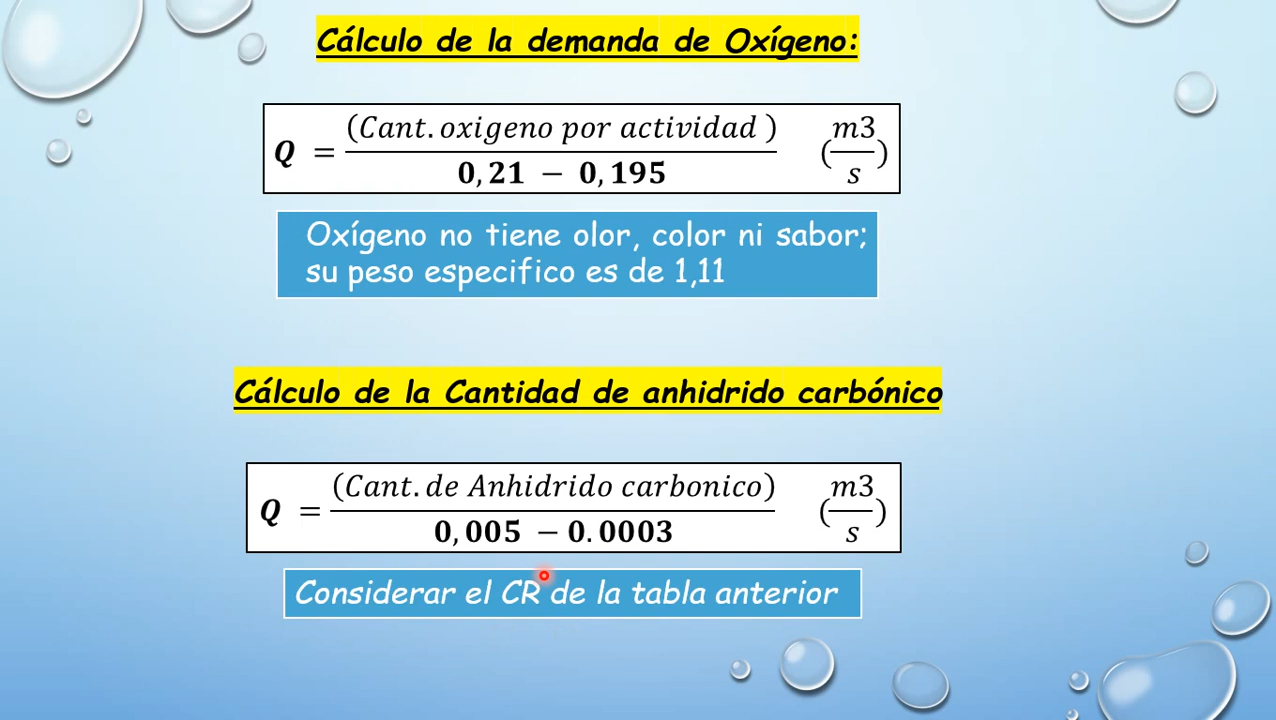 Cálculo de la demanda de Oxígeno:
Q = (Cant. oxigeno por actividad ) / 0,21 − 0,195 (m3/s)
Oxígeno no tiene olor, color ni sabor;
su peso especifico es de 1,11
Cálculo de la Cantidad de anhidrido carbónico
Q = (Cant. de Anhidrido carbonico) / 0,005 − 0.0003 (m3/s)
Considerar el CR de la tabla anterior